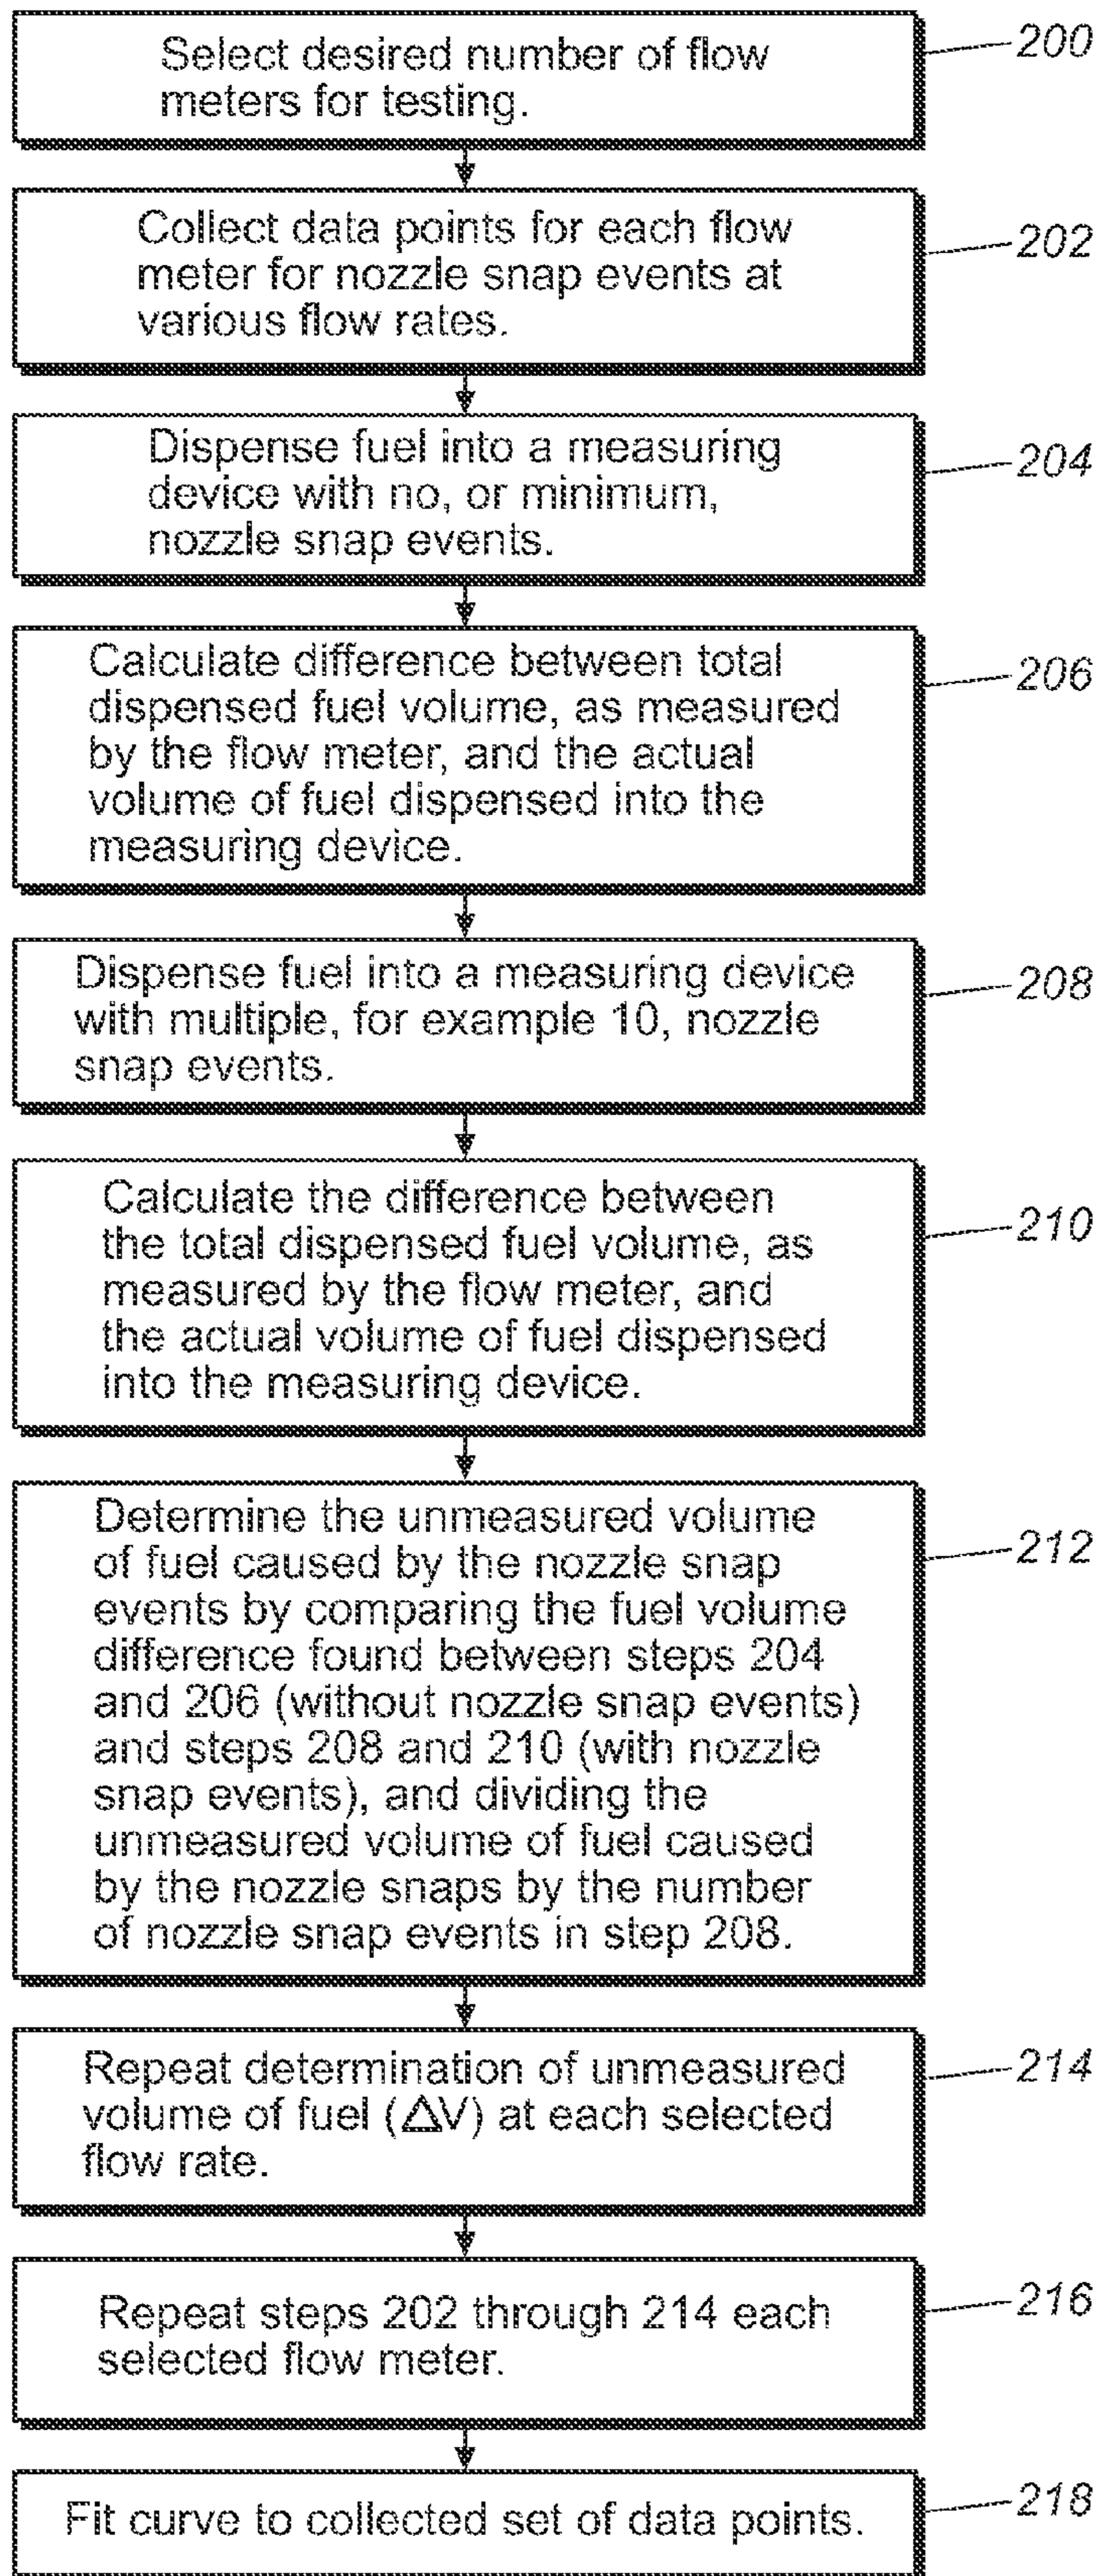 Select desired number of flow
meters for testing.
200
Collect data points for each flow
meter for nozzle snap events at
various flow rates.
202
Dispense fuel into a measuring
device with no, or minimum,
nozzle snap events.
204
Calculate difference between total
dispensed fuel volume, as measured
by the flow meter, and the actual
volume of fuel dispensed into the
measuring device.
206
Dispense fuel into a measuring device
with multiple, for example 10, nozzle
snap events.
208
Calculate the difference between
the total dispensed fuel volume, as
measured by the flow meter, and
the actual volume of fuel dispensed
into the measuring device.
210
Determine the unmeasured volume
of fuel caused by the nozzle snap
events by comparing the fuel volume
difference found between steps 204
and 206 (without nozzle snap events)
and steps 208 and 210 (with nozzle
snap events), and dividing the
unmeasured volume of fuel caused
by the nozzle snaps by the number
of nozzle snap events in step 208.
212
Repeat determination of unmeasured
volume of fuel (ΔV) at each selected
flow rate.
214
Repeat steps 202 through 214 each
selected flow meter.
216
Fit curve to collected set of data points.
218